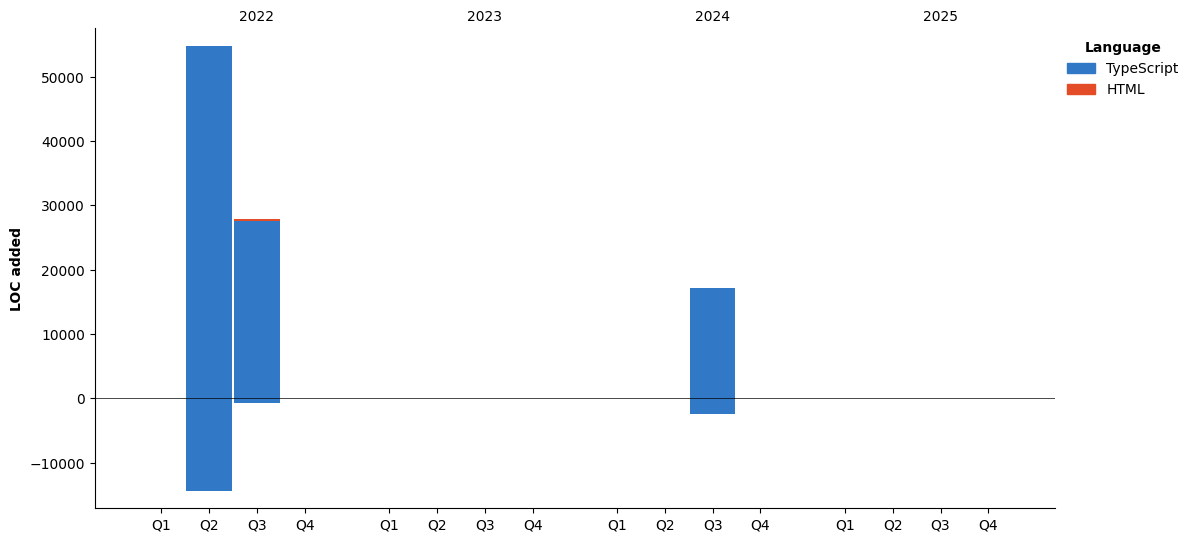 2022 2023 2024 2025
Language
TypeScript
HTML
50000
40000
30000
20000
10000
0
−10000
LOC added
Q1 Q2 Q3 Q4 Q1 Q2 Q3 Q4 Q1 Q2 Q3 Q4 Q1 Q2 Q3 Q4